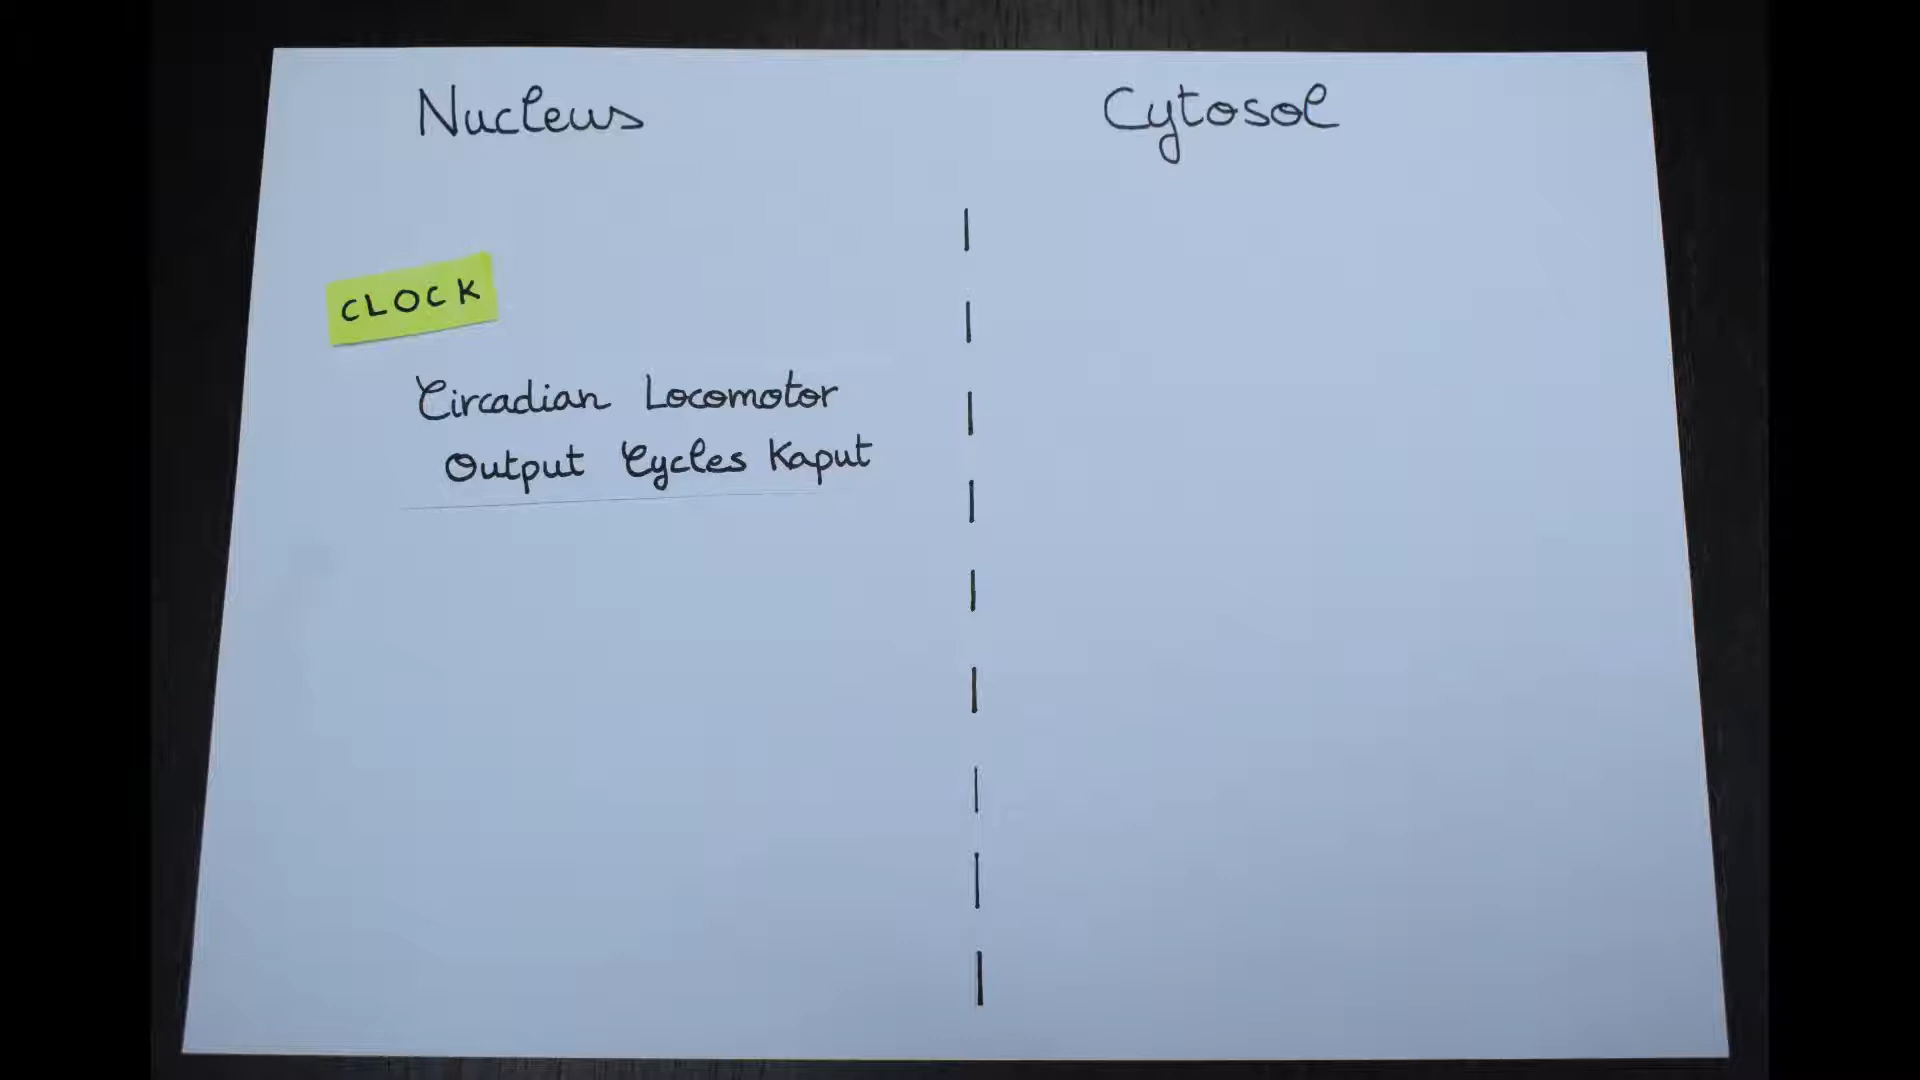 Nucleus
Cytosol
CLOCK
Circadian Locomotor
Output Cycles Kaput